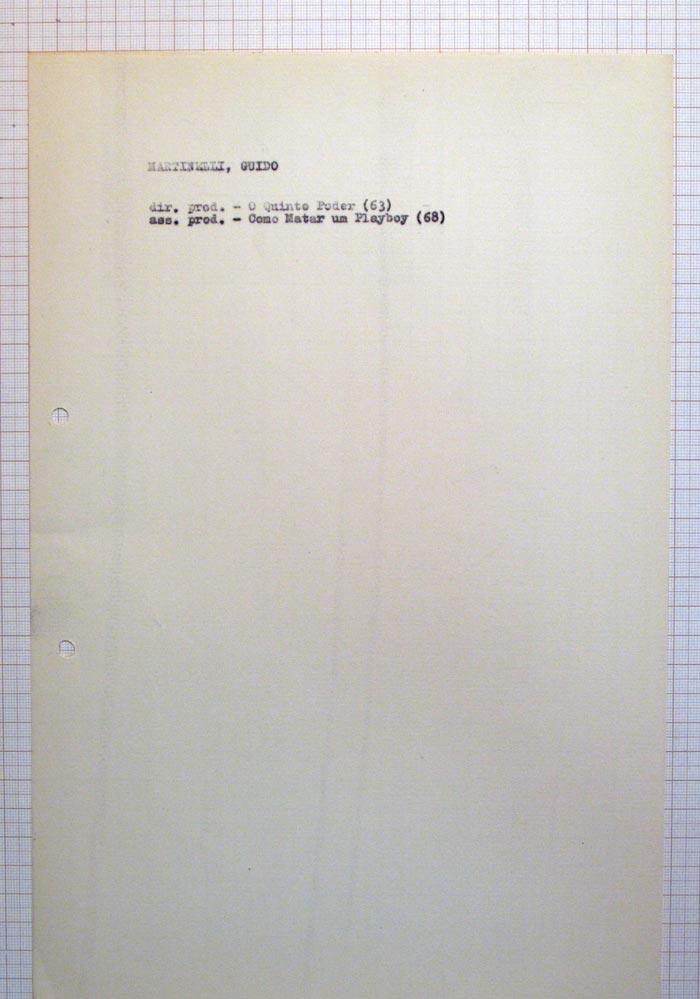 MARTINELLI, GUIDO
dir. prod. - O Quinto Poder (63)
ass. prod. - Como Matar um Playboy (68)